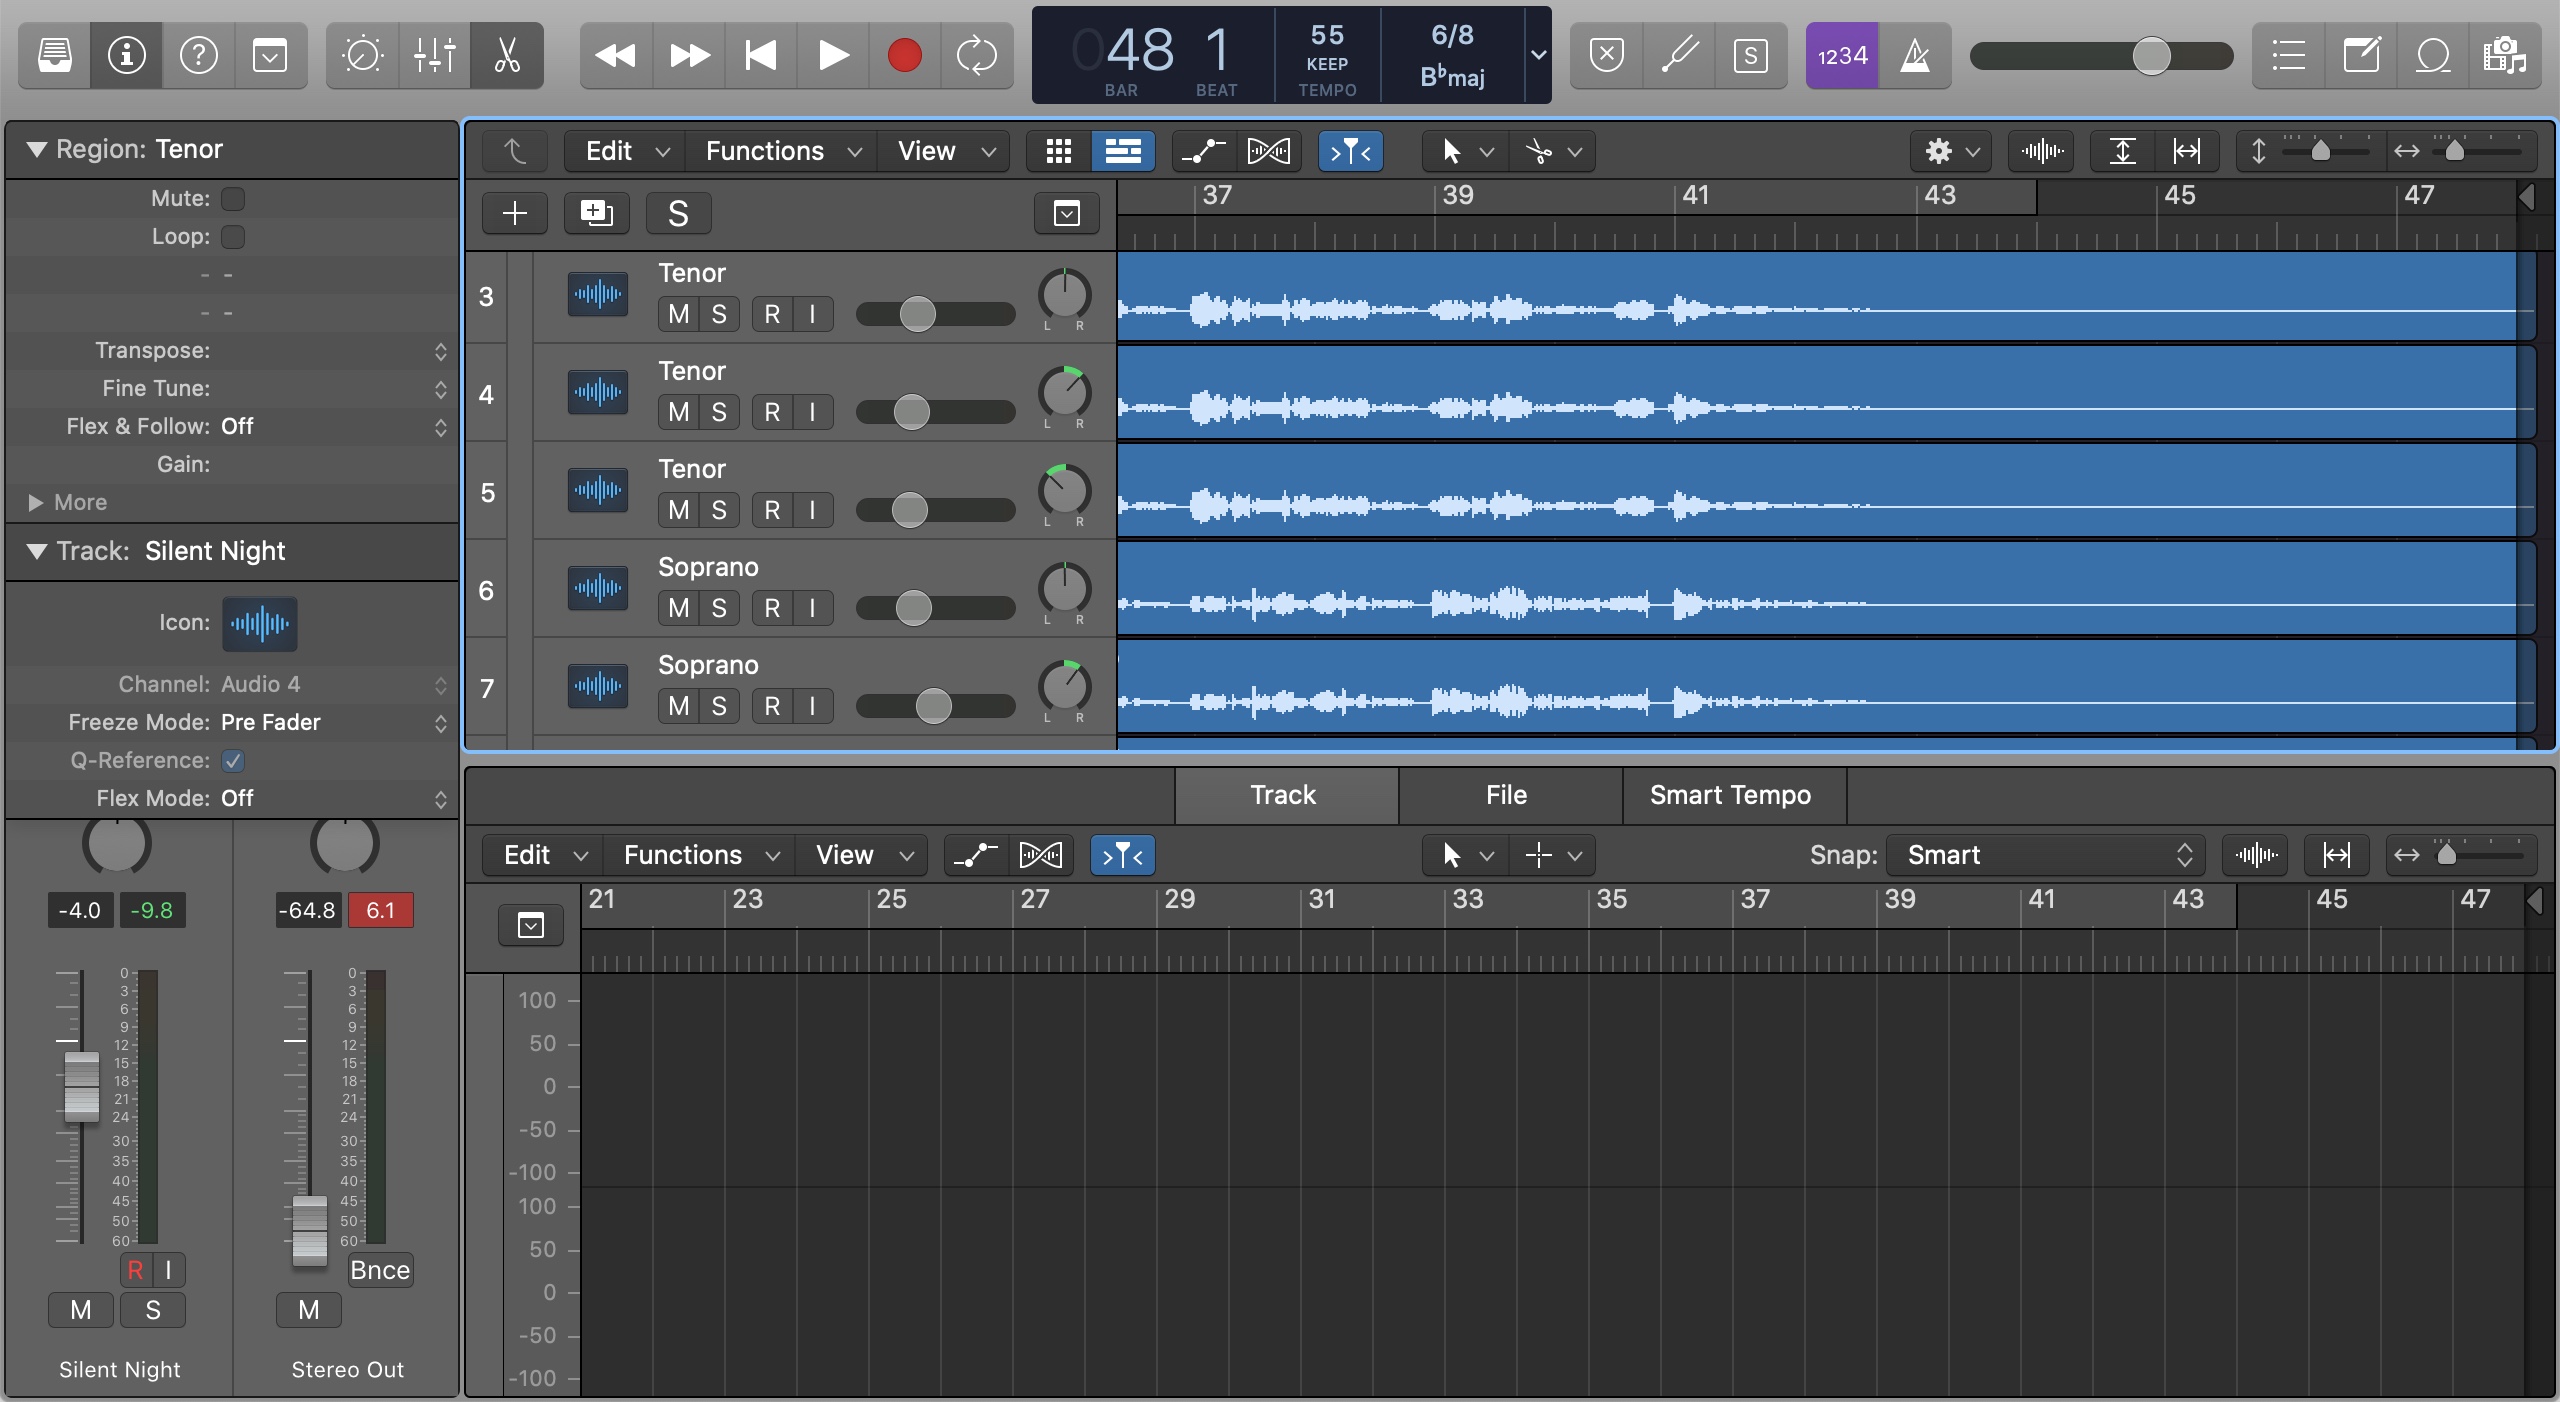 048 1 55 6/8
KEEP B♭maj
BAR BEAT TEMPO
S
1234
Region: Tenor
Mute:
Loop:
- -
- -
Transpose:
Fine Tune:
Flex & Follow: Off
Gain:
More
Track: Silent Night
Icon:
Channel: Audio 4
Freeze Mode: Pre Fader
Q-Reference:
Flex Mode: Off
-4.0 -9.8 -64.8 6.1
0 0
3 3
6 6
9 9
12 12
15 15
18 18
21 21
24 24
30 30
35 35
40 40
45 45
50 50
60 60
R I Bnce
M S M
Silent Night Stereo Out
Edit Functions View
S
37 39 41 43 45 47
3 Tenor
M S R I L R
4 Tenor
M S R I L R
5 Tenor
M S R I L R
6 Soprano
M S R I L R
7 Soprano
M S R I L R
Track File Smart Tempo
Edit Functions View Snap: Smart
21 23 25 27 29 31 33 35 37 39 41 43 45 47
100
50
0
-50
-100
100
50
0
-50
-100